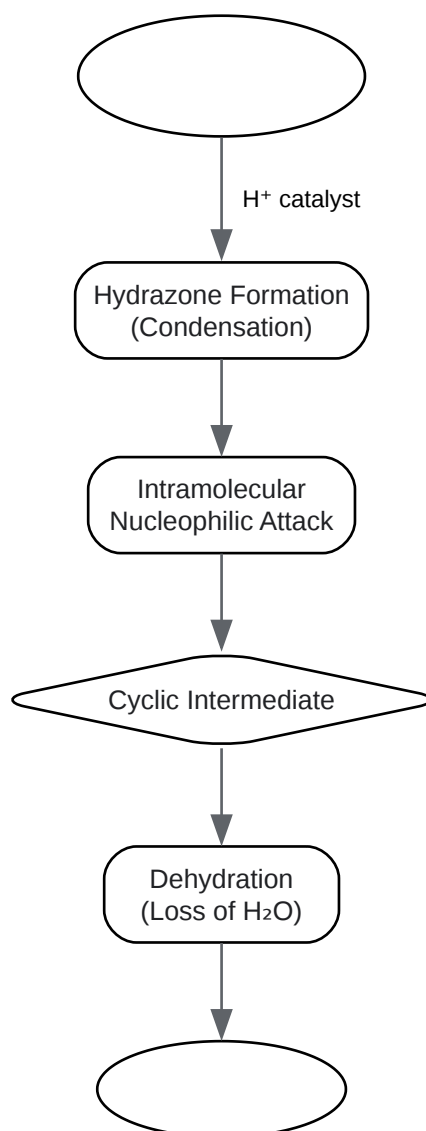 H⁺ catalyst
Hydrazone Formation
(Condensation)
Intramolecular
Nucleophilic Attack
Cyclic Intermediate
Dehydration
(Loss of H₂O)